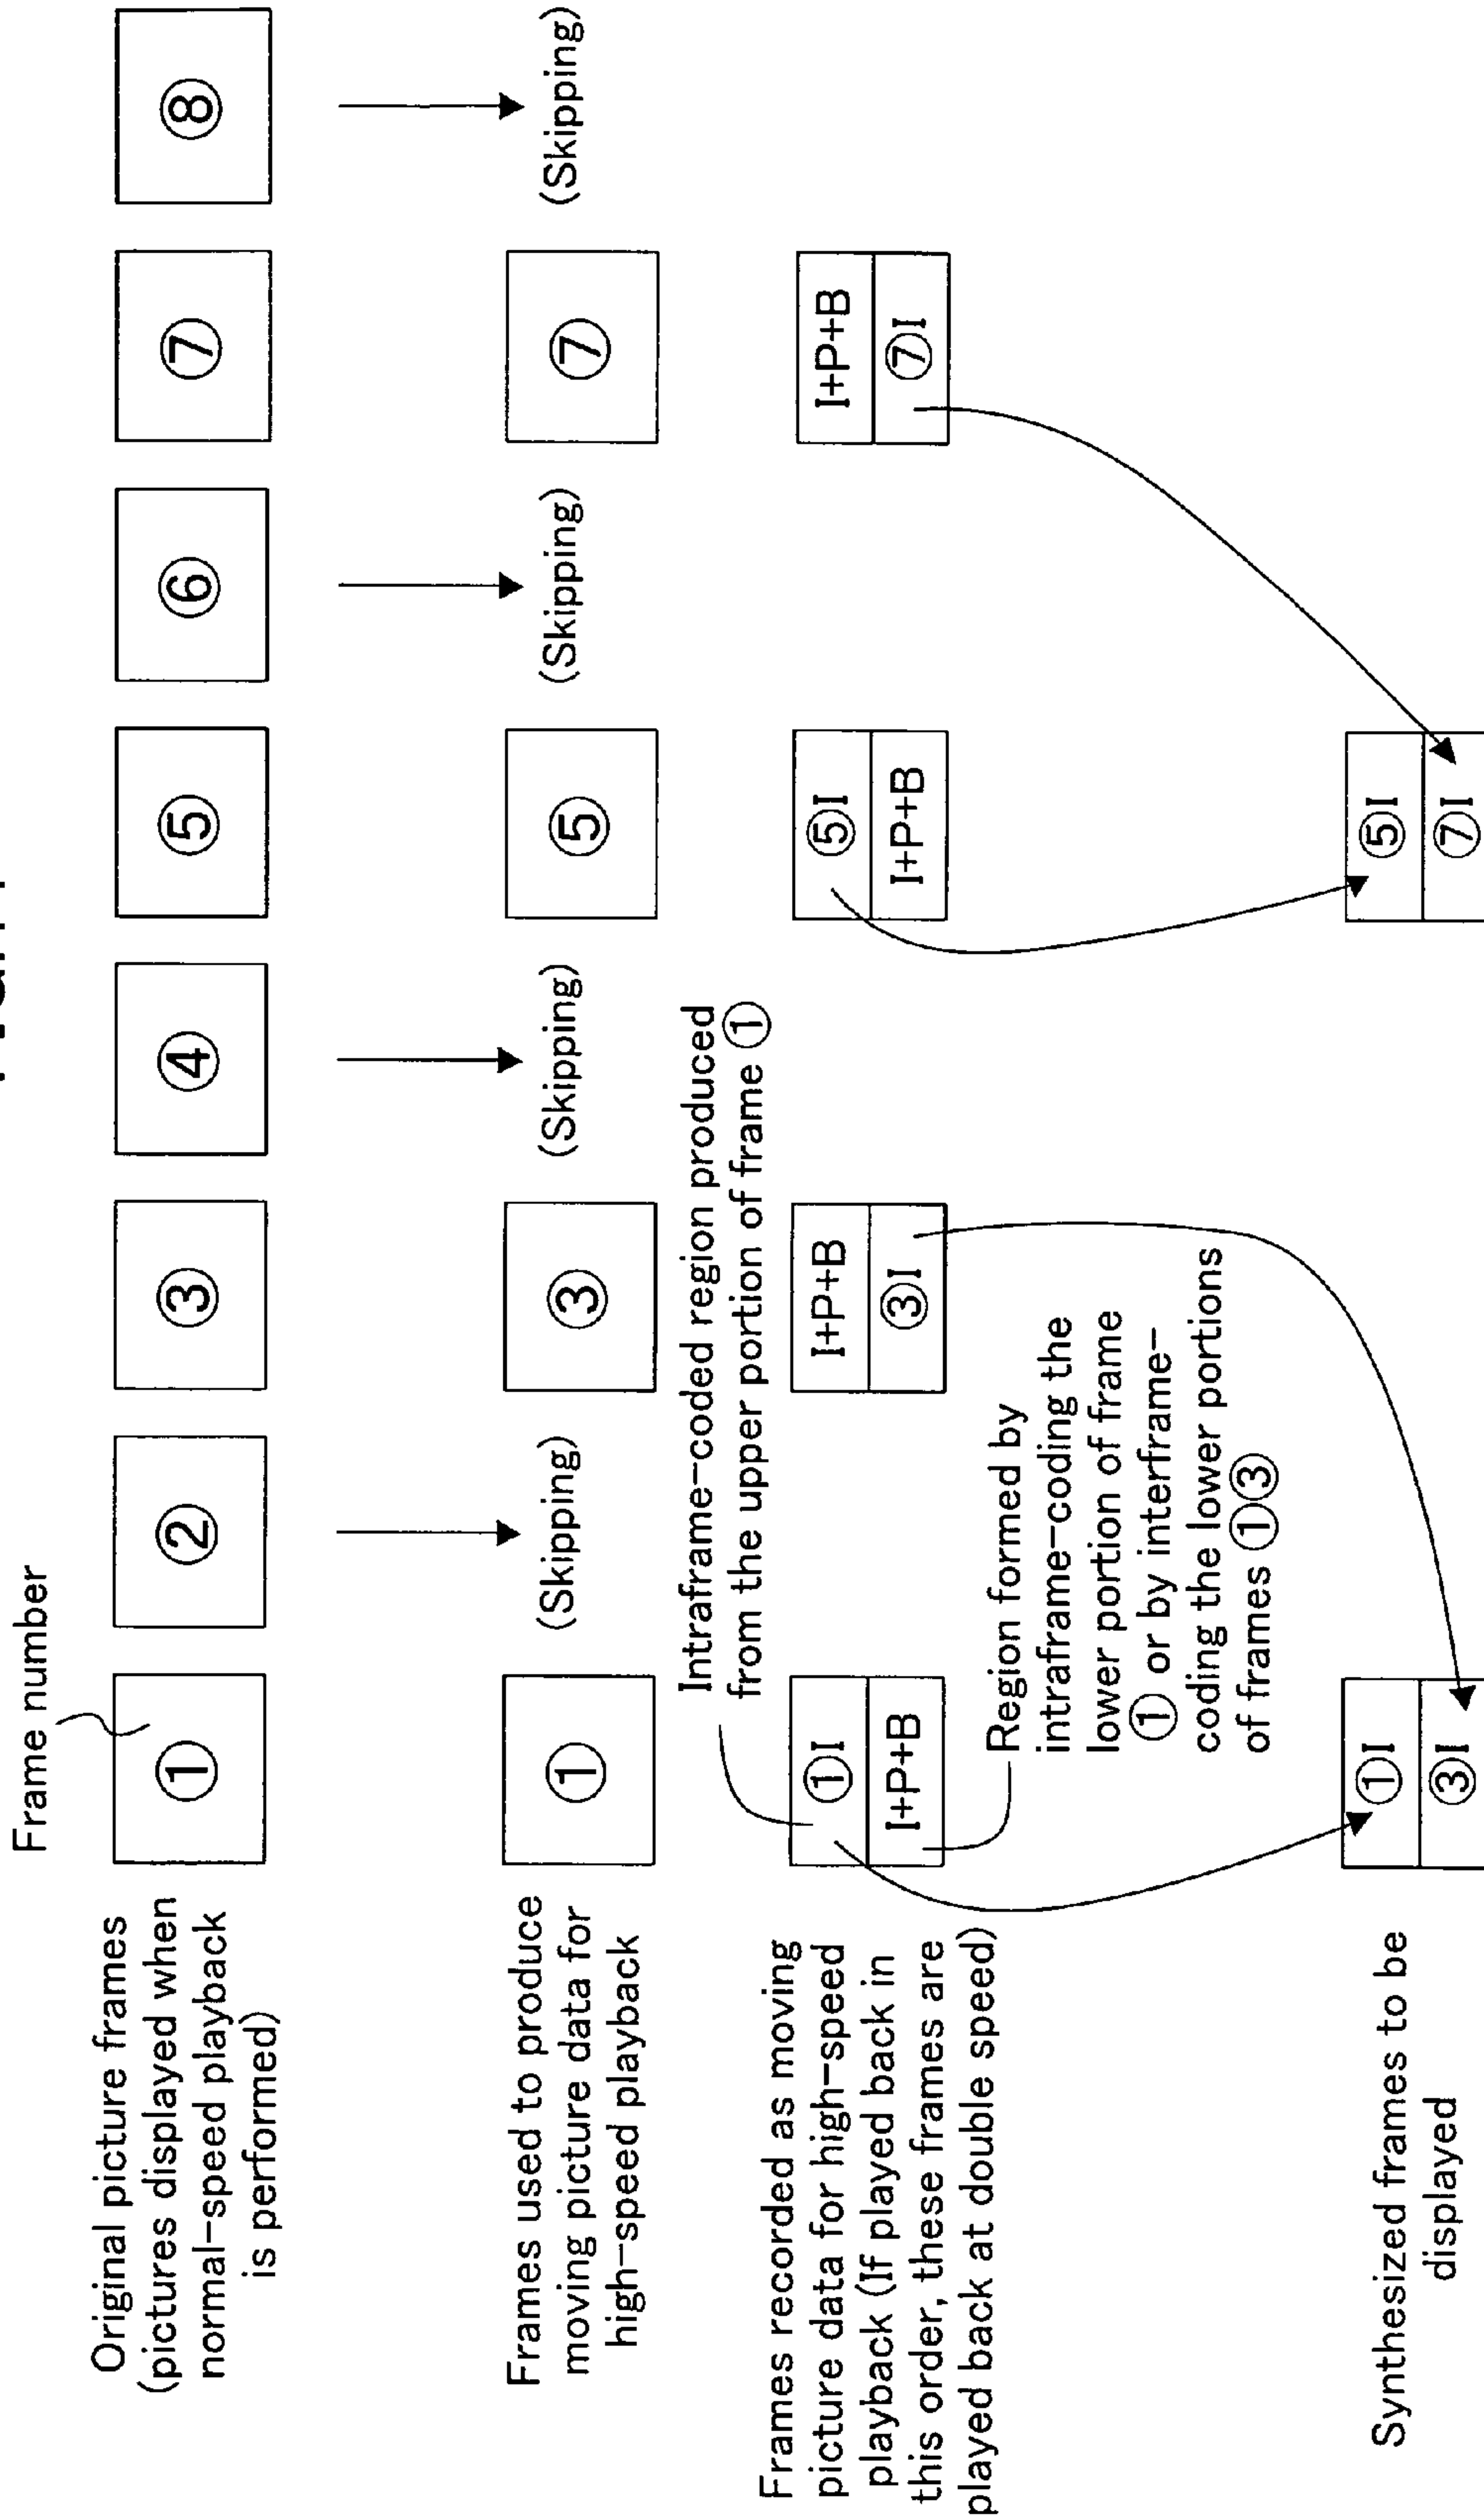 Frame number
Original picture frames
(pictures displayed when
normal-speed playback
is performed)
① ② ③ ④ ⑤ ⑥ ⑦ ⑧
Frames used to produce
moving picture data for
high-speed playback
① (Skipping) ③ (Skipping) ⑤ (Skipping) ⑦ (Skipping)
Intraframe-coded region produced
from the upper portion of frame ①
Frames recorded as moving
picture data for high-speed
playback (If played back in
this order, these frames are
played back at double speed)
①I I+P+B ⑤I I+P+B
I+P+B ③I I+P+B ⑦I
Region formed by
intraframe-coding the
lower portion of frame
① or by interframe-
coding the lower portions
of frames ①③
Synthesized frames to be
displayed
①I ⑤I
③I ⑦I